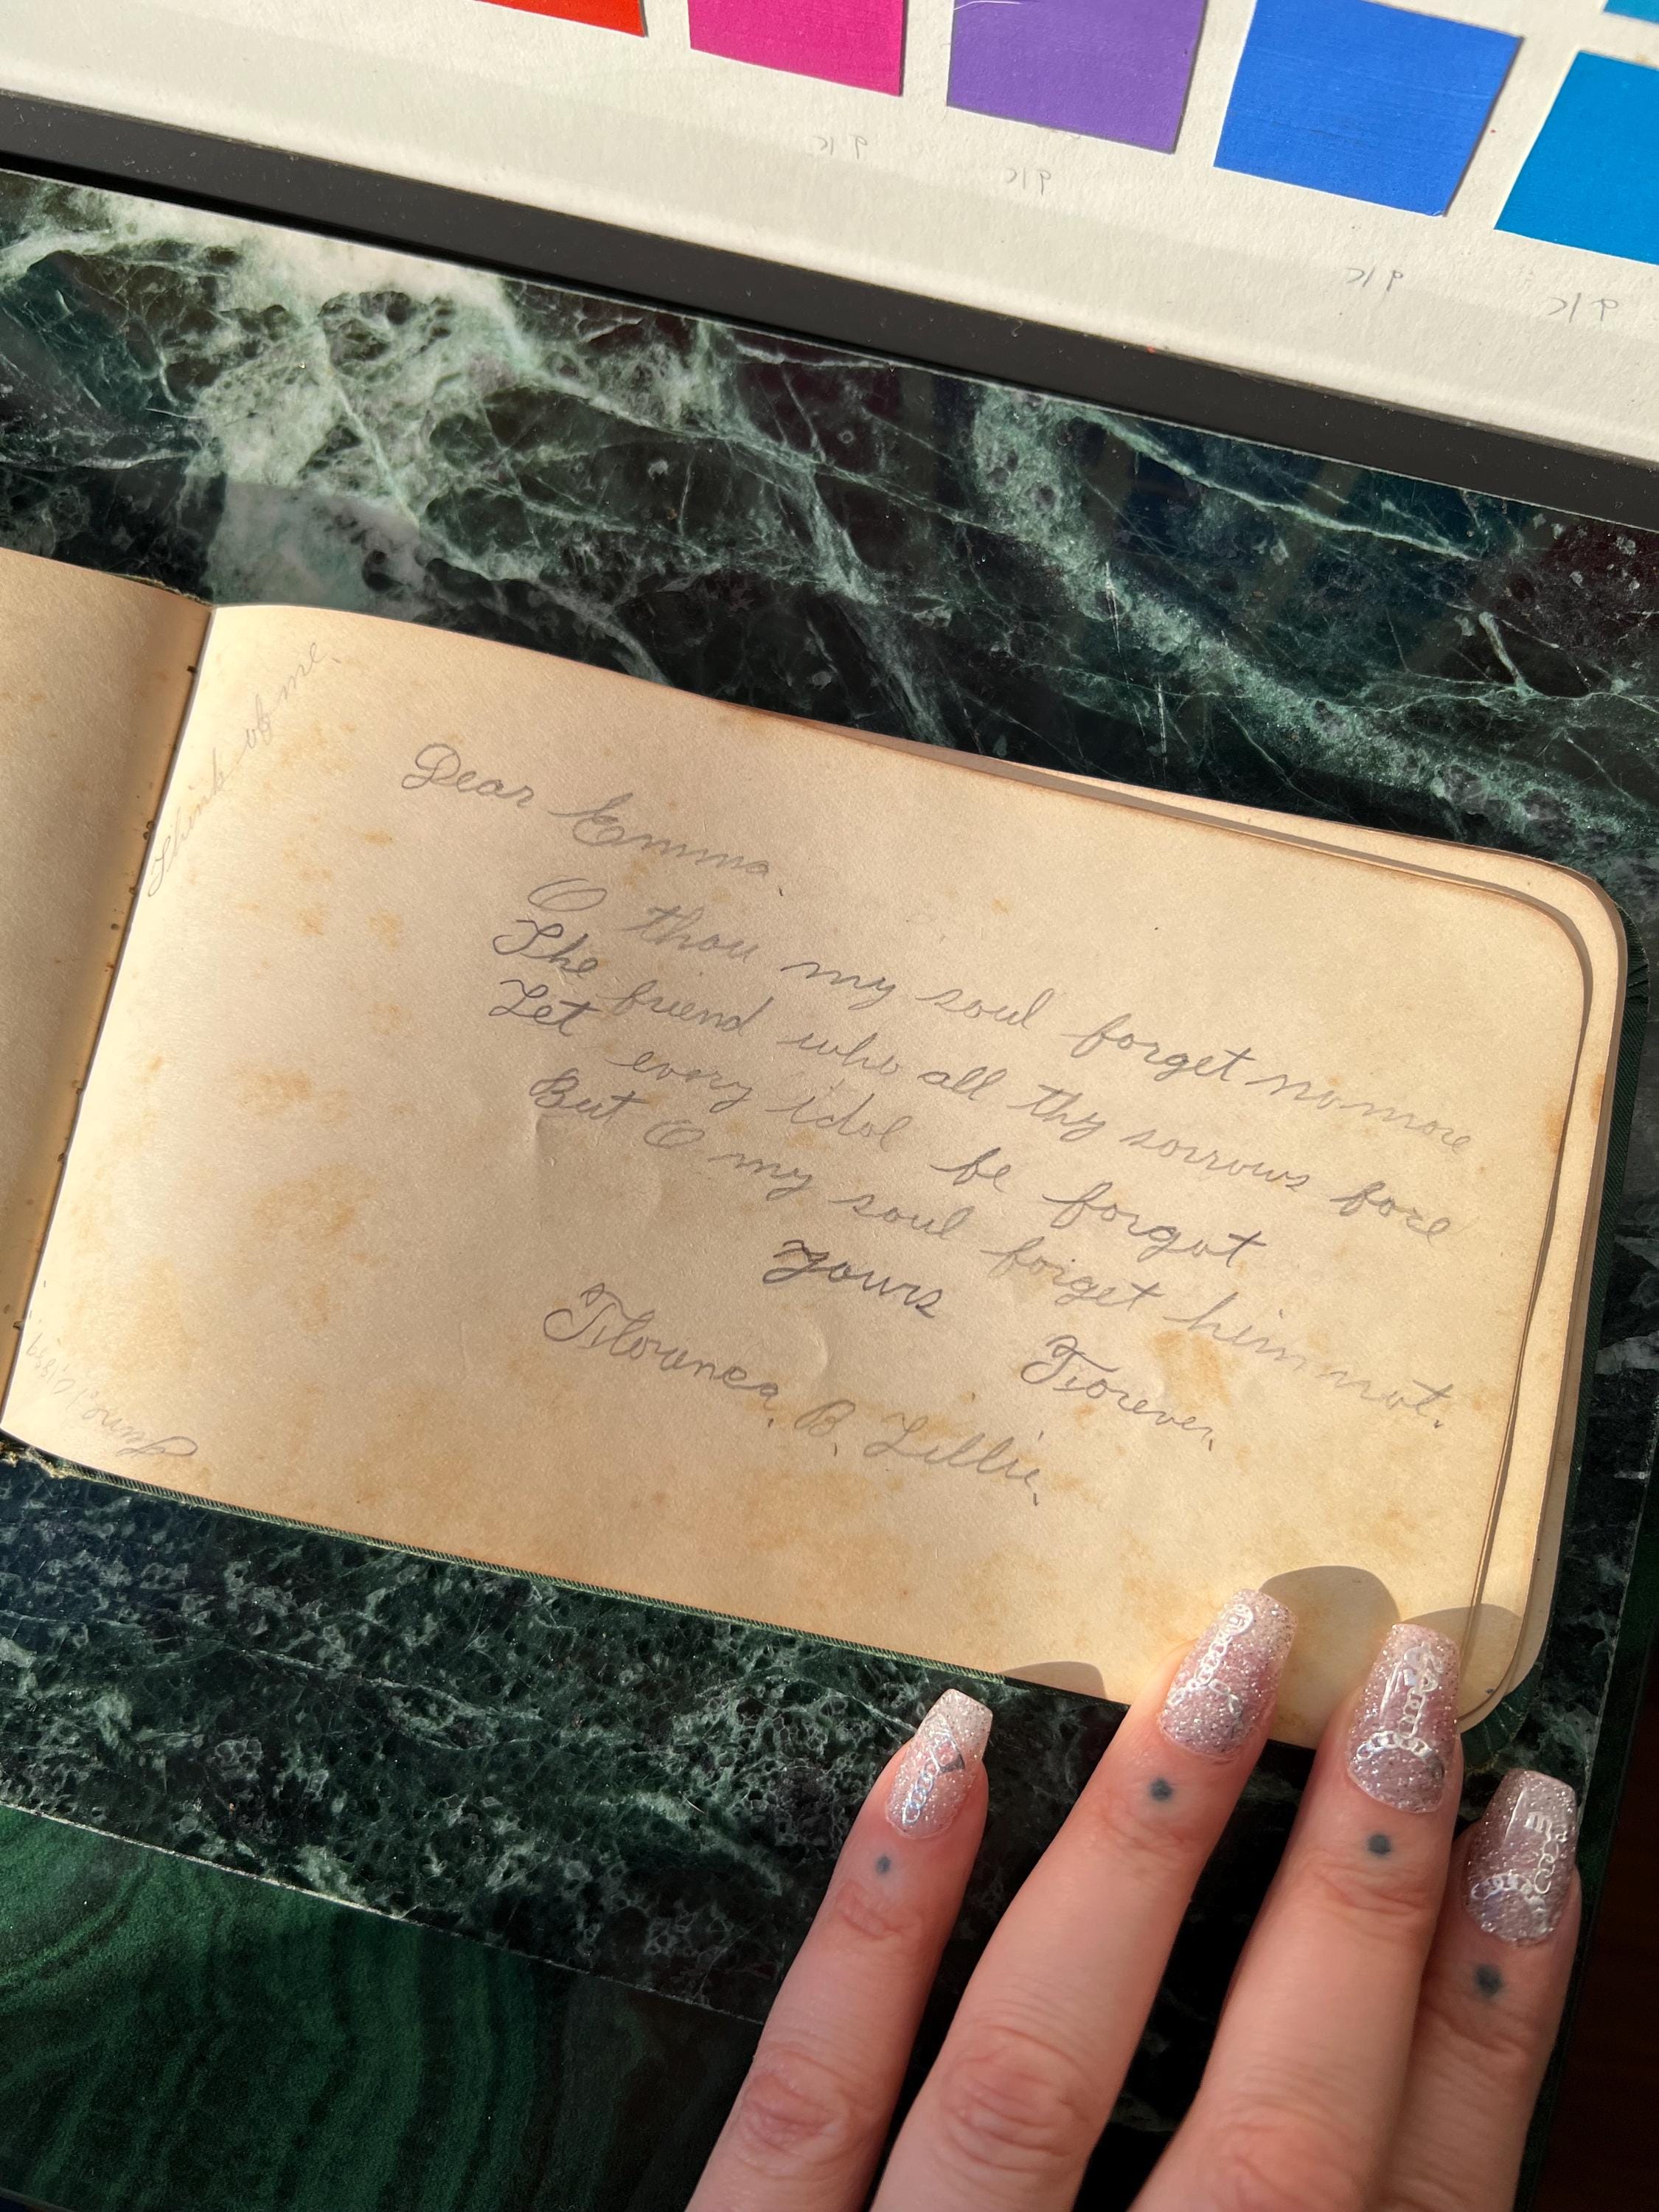 Think of me.
Dear Emma.
O thou my soul forget no more
The friend who all thy sorrows bore
Let every idol be forgot
But O my soul forget him not.
Yours Forever.
Florence, B. Lillie,